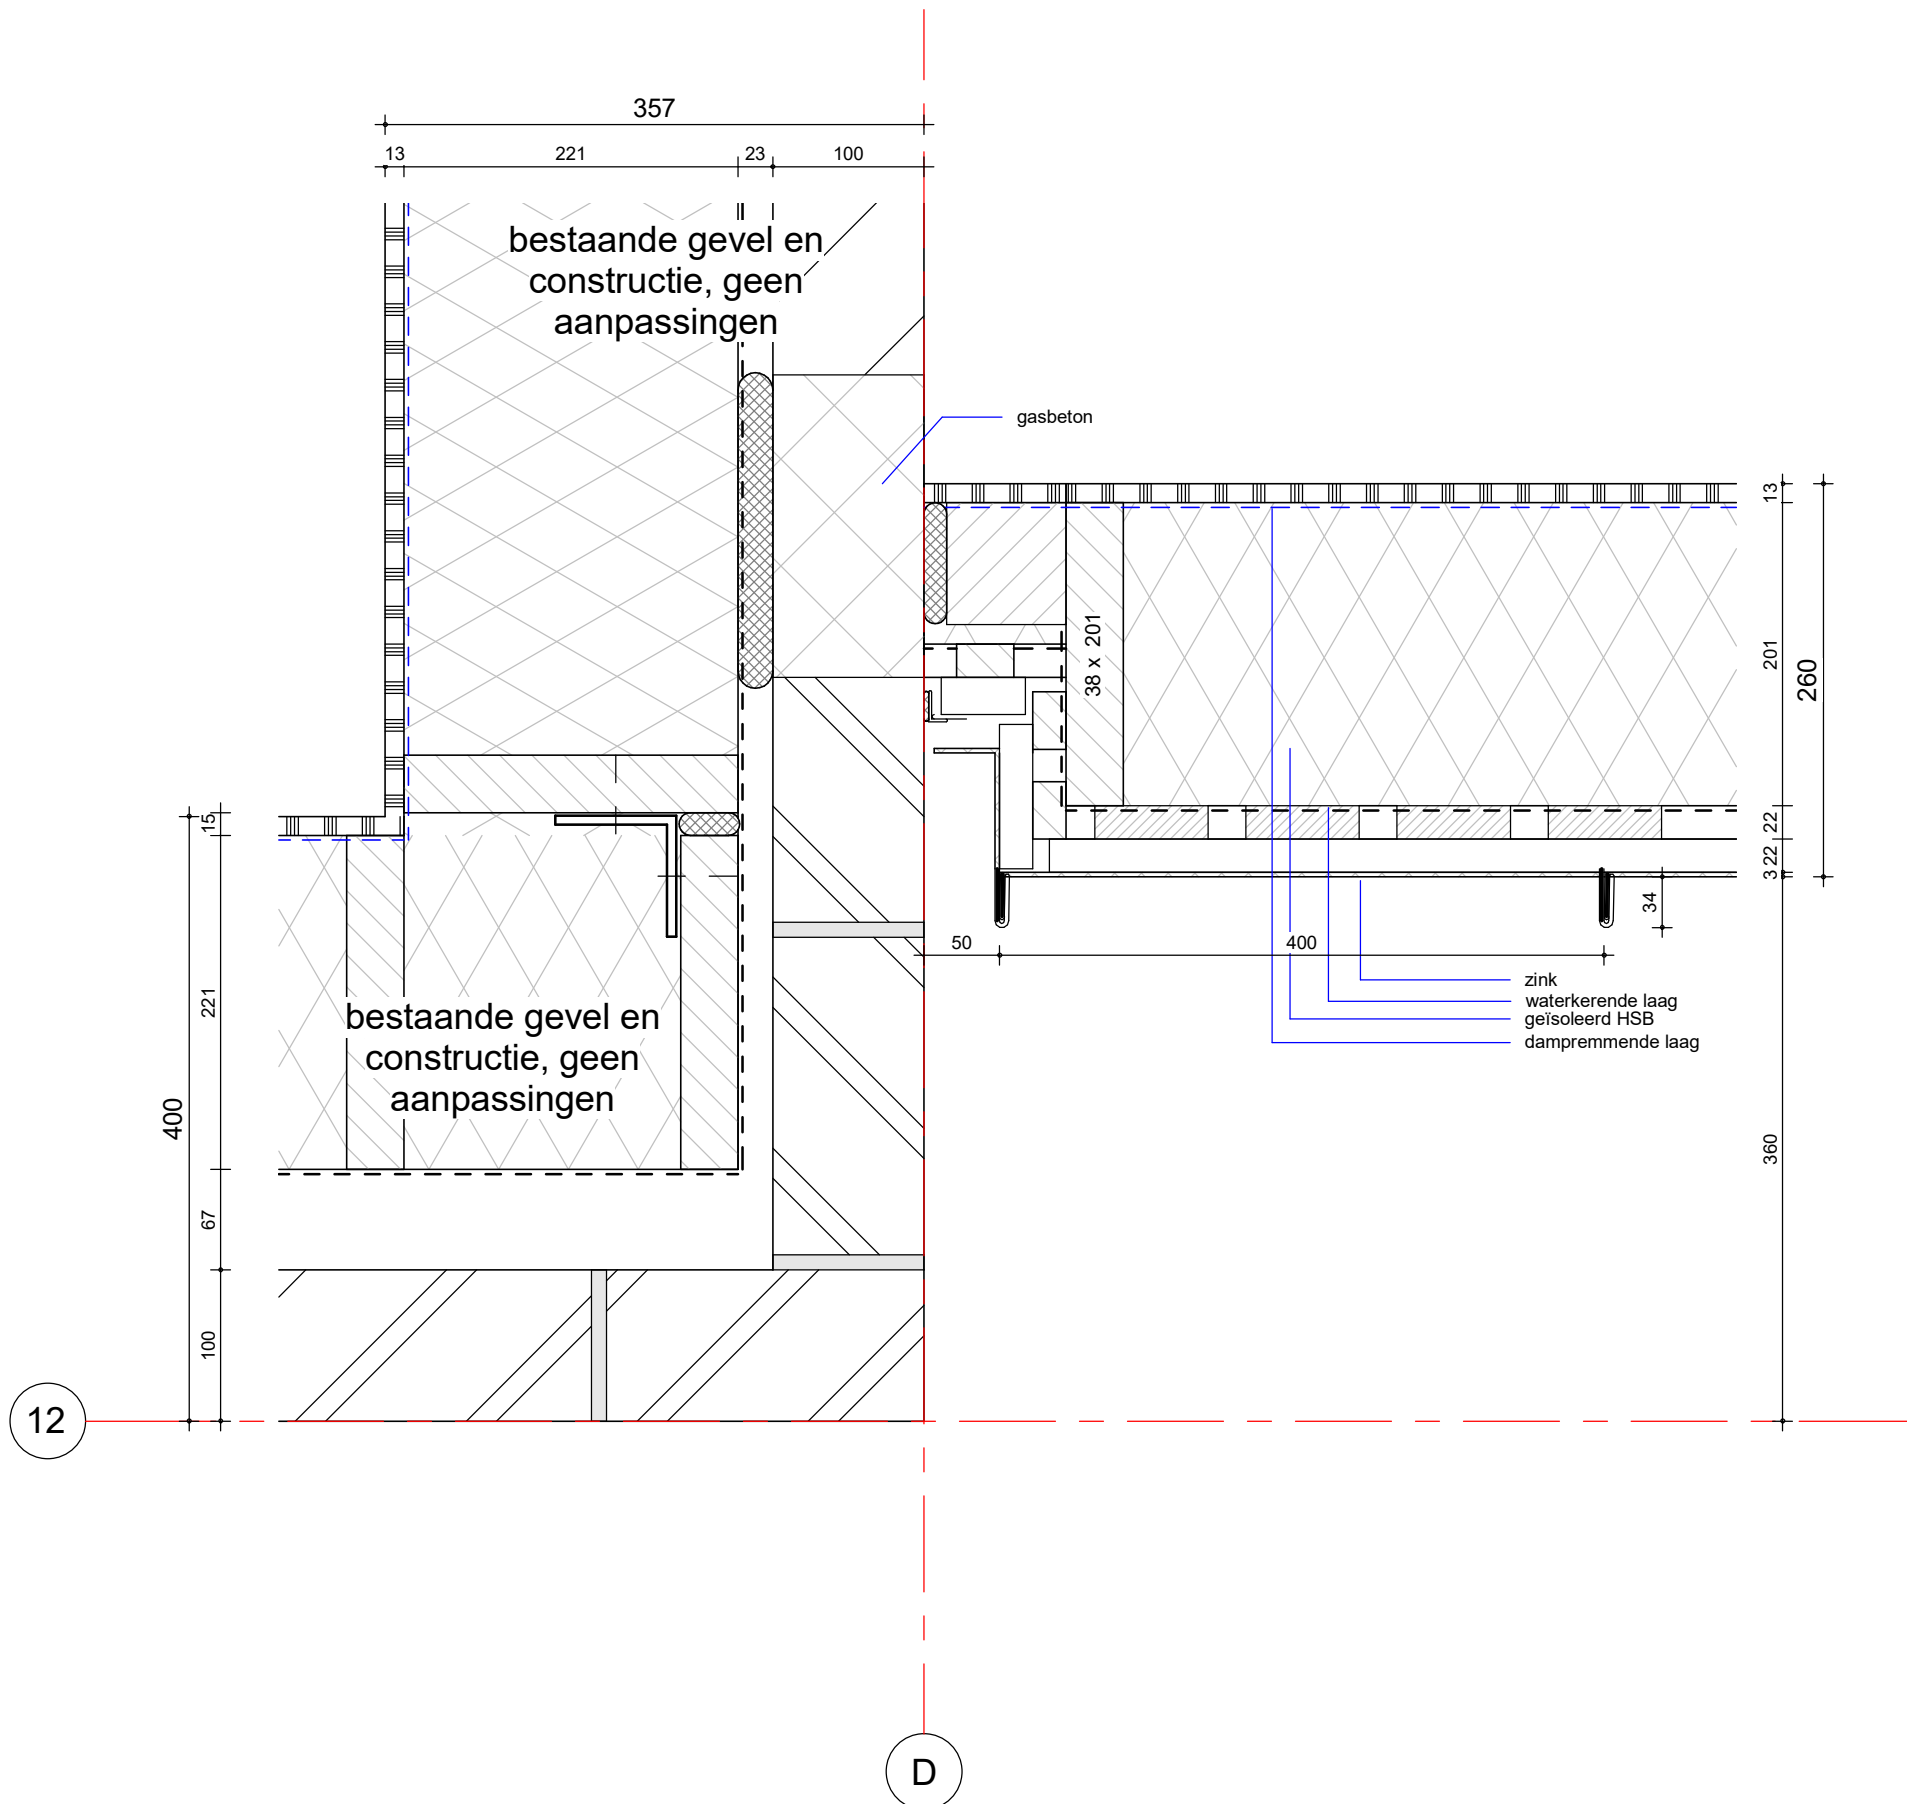 357
13
221
23
100
bestaande gevel en
constructie, geen
aanpassingen
gasbeton
13
38 x 201
201
260
15
22
22
3
34
50
400
zink
waterkerende laag
geïsoleerd HSB
dampremmende laag
221
bestaande gevel en
constructie, geen
aanpassingen
400
360
67
100
12
D